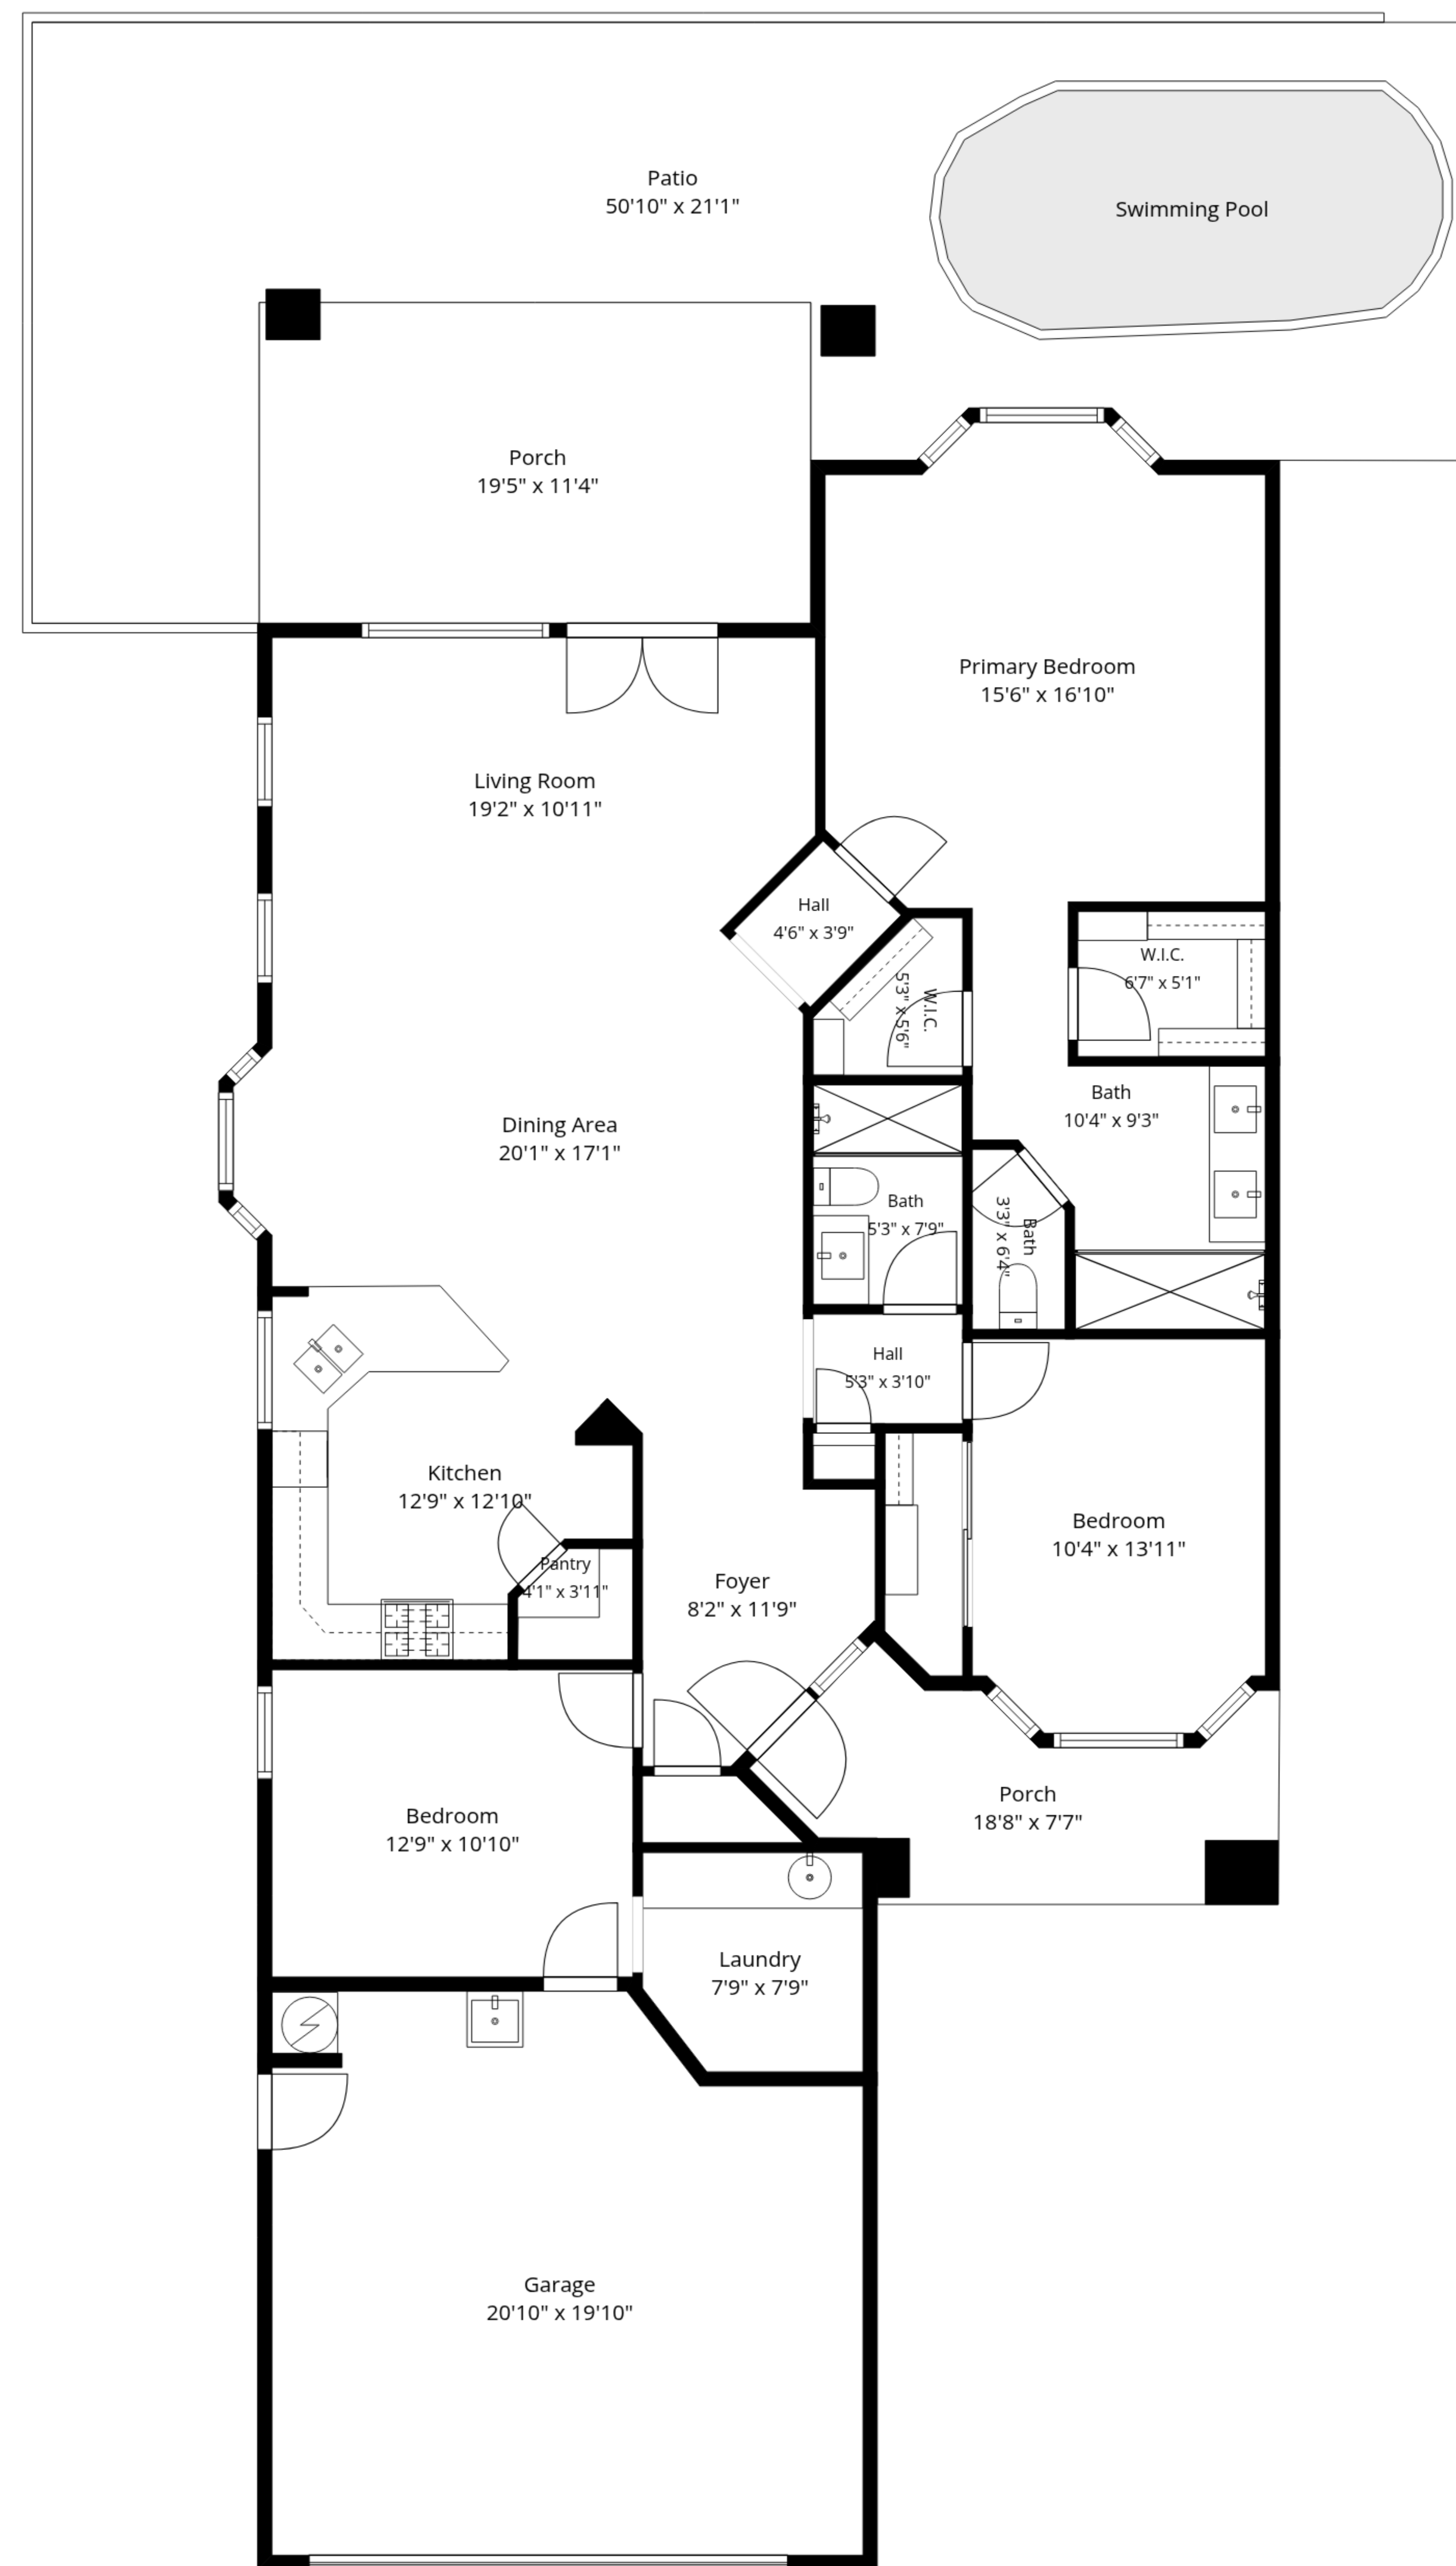 Patio
50'10" x 21'1"
Swimming Pool
Porch
19'5" x 11'4"
Primary Bedroom
15'6" x 16'10"
Living Room
19'2" x 10'11"
Hall
4'6" x 3'9"
W.I.C.
6'7" x 5'1"
W.I.C.
5'3" x 5'6"
Bath
10'4" x 9'3"
Dining Area
20'1" x 17'1"
Bath
5'3" x 7'9"
Bath
3'3" x 6'4"
Hall
5'3" x 3'10"
Kitchen
12'9" x 12'10"
Bedroom
10'4" x 13'11"
Pantry
4'1" x 3'11"
Foyer
8'2" x 11'9"
Porch
18'8" x 7'7"
Bedroom
12'9" x 10'10"
Laundry
7'9" x 7'9"
Garage
20'10" x 19'10"